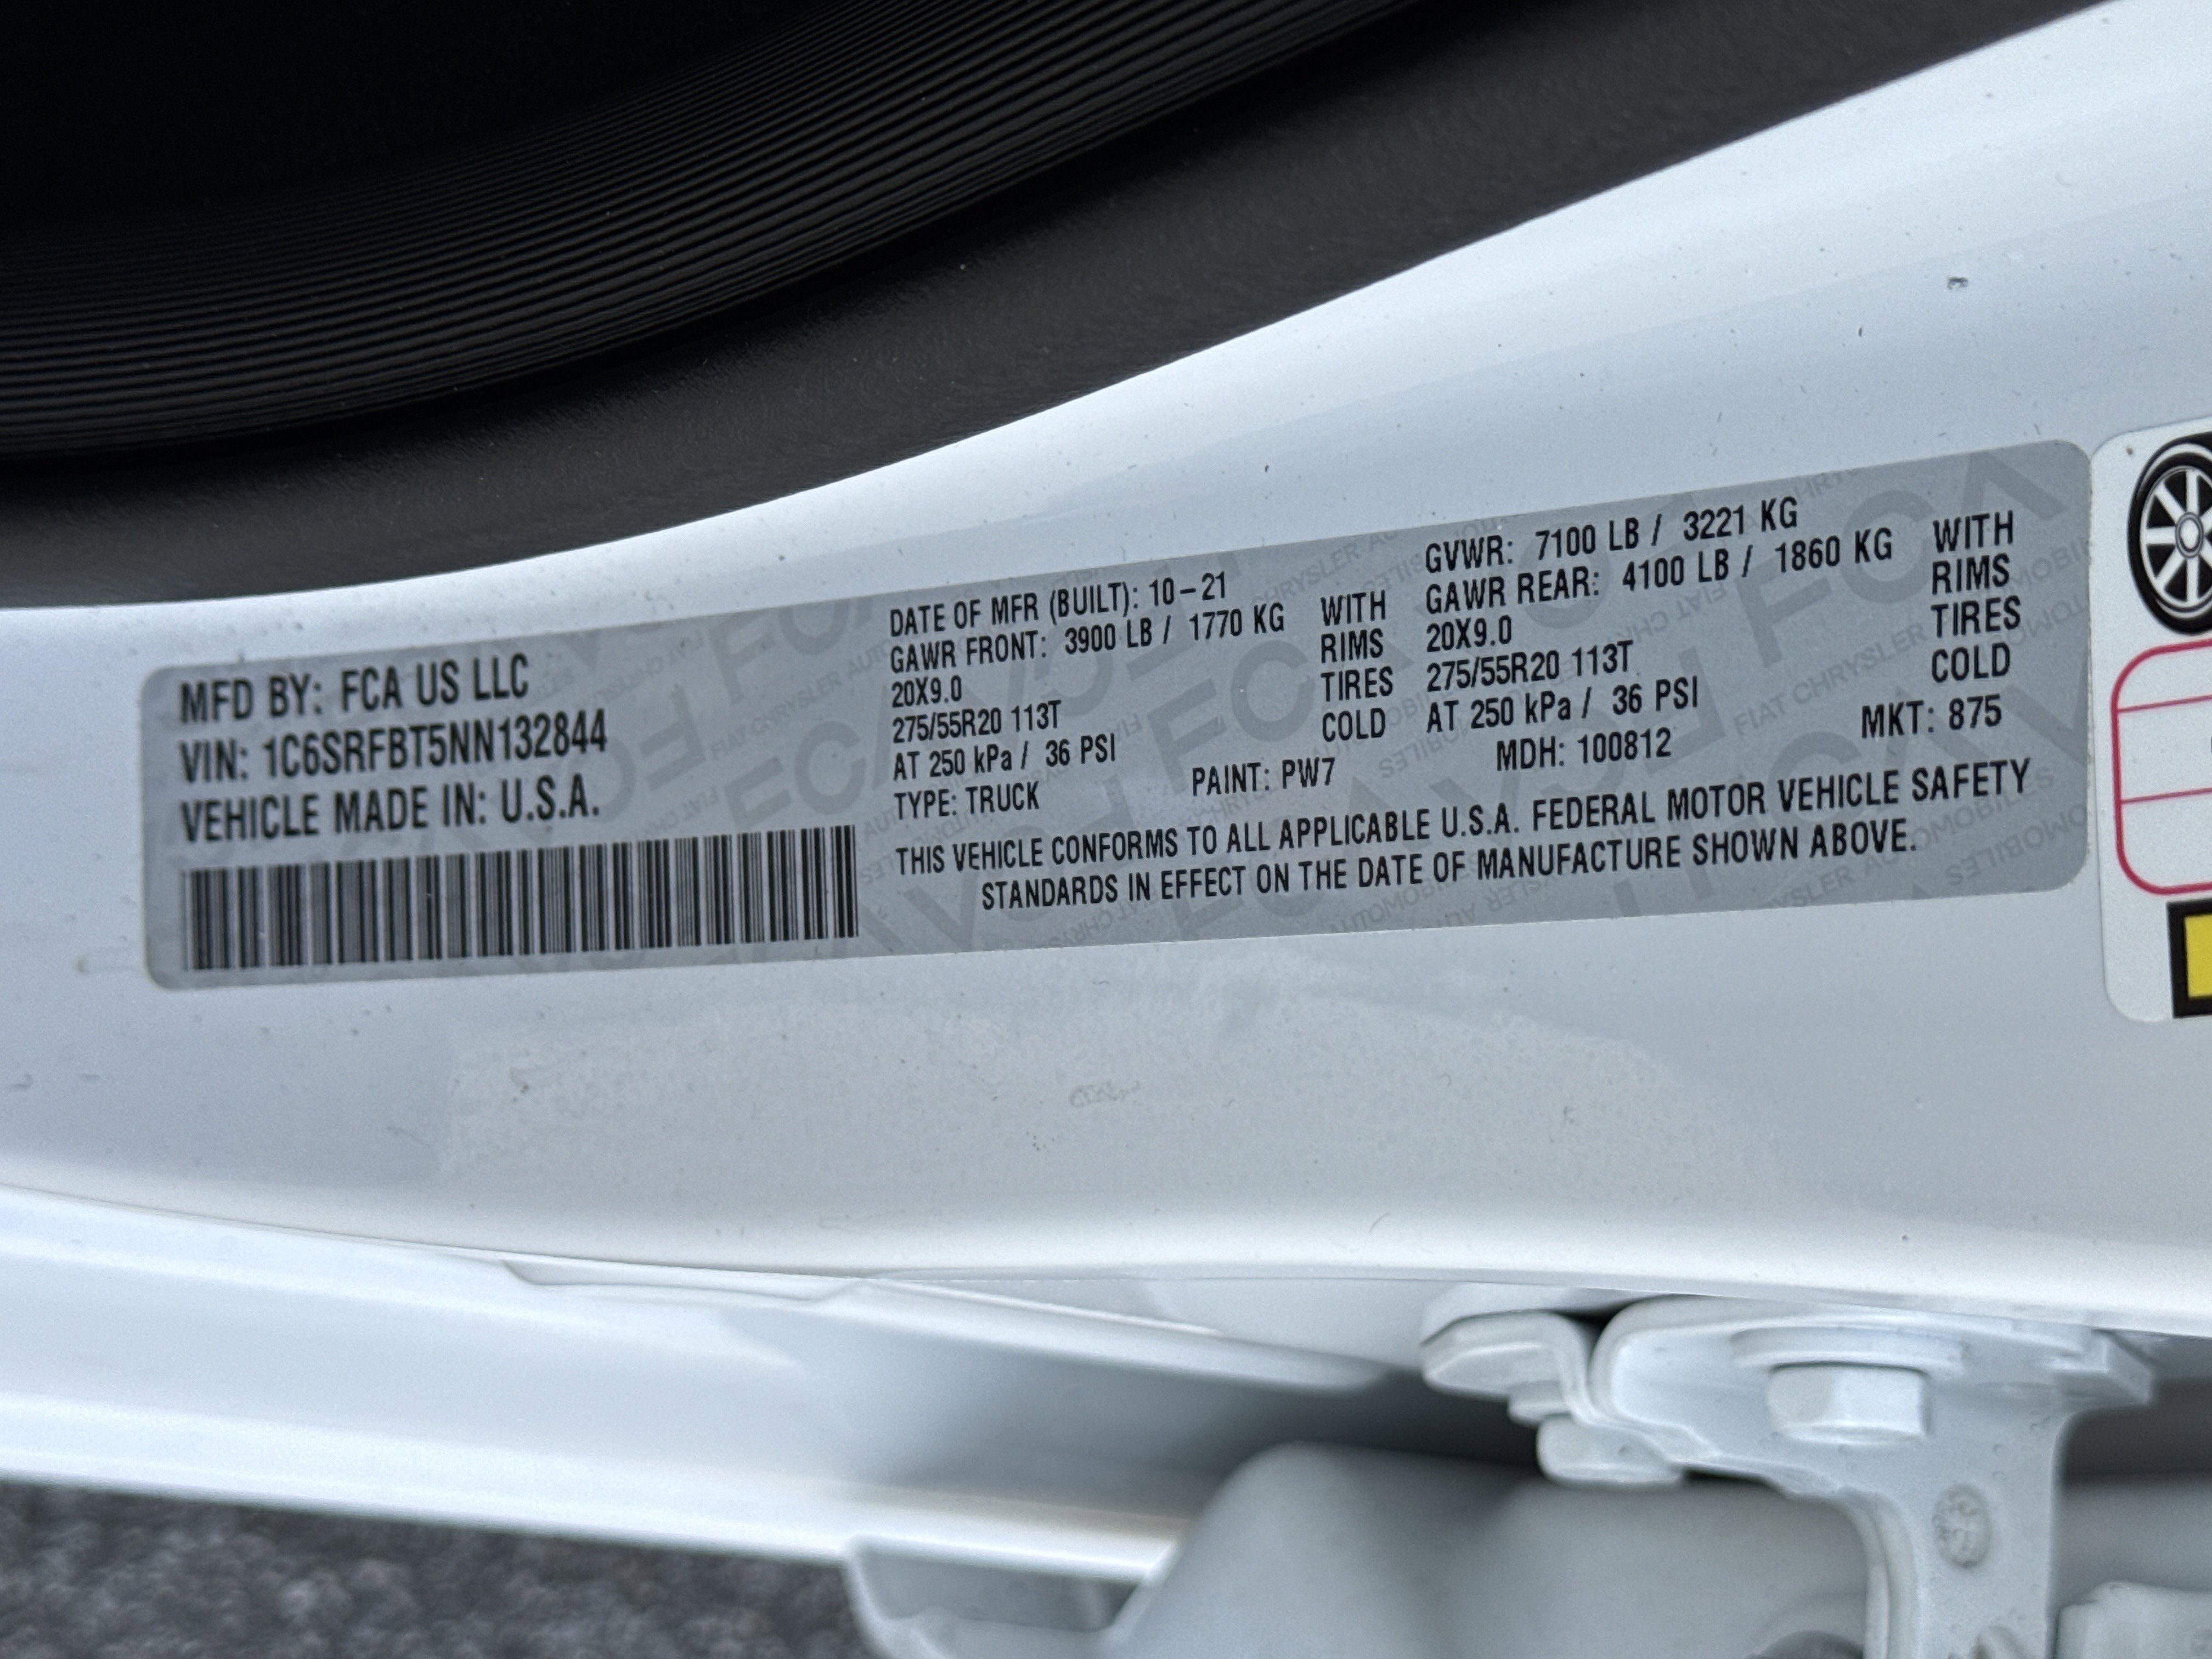 MFD BY: FCA US LLC
VIN: 1C6SRFBT5NN132844
VEHICLE MADE IN: U.S.A.
DATE OF MFR (BUILT): 10-21
GAWR FRONT: 3900 LB / 1770 KG WITH
20X9.0 RIMS
275/55R20 113T TIRES
AT 250 kPa / 36 PSI COLD
TYPE: TRUCK PAINT: PW7
GVWR: 7100 LB / 3221 KG
GAWR REAR: 4100 LB / 1860 KG WITH
20X9.0 RIMS
275/55R20 113T TIRES
AT 250 kPa / 36 PSI COLD
MDH: 100812 MKT: 875
THIS VEHICLE CONFORMS TO ALL APPLICABLE U.S.A. FEDERAL MOTOR VEHICLE SAFETY
STANDARDS IN EFFECT ON THE DATE OF MANUFACTURE SHOWN ABOVE.